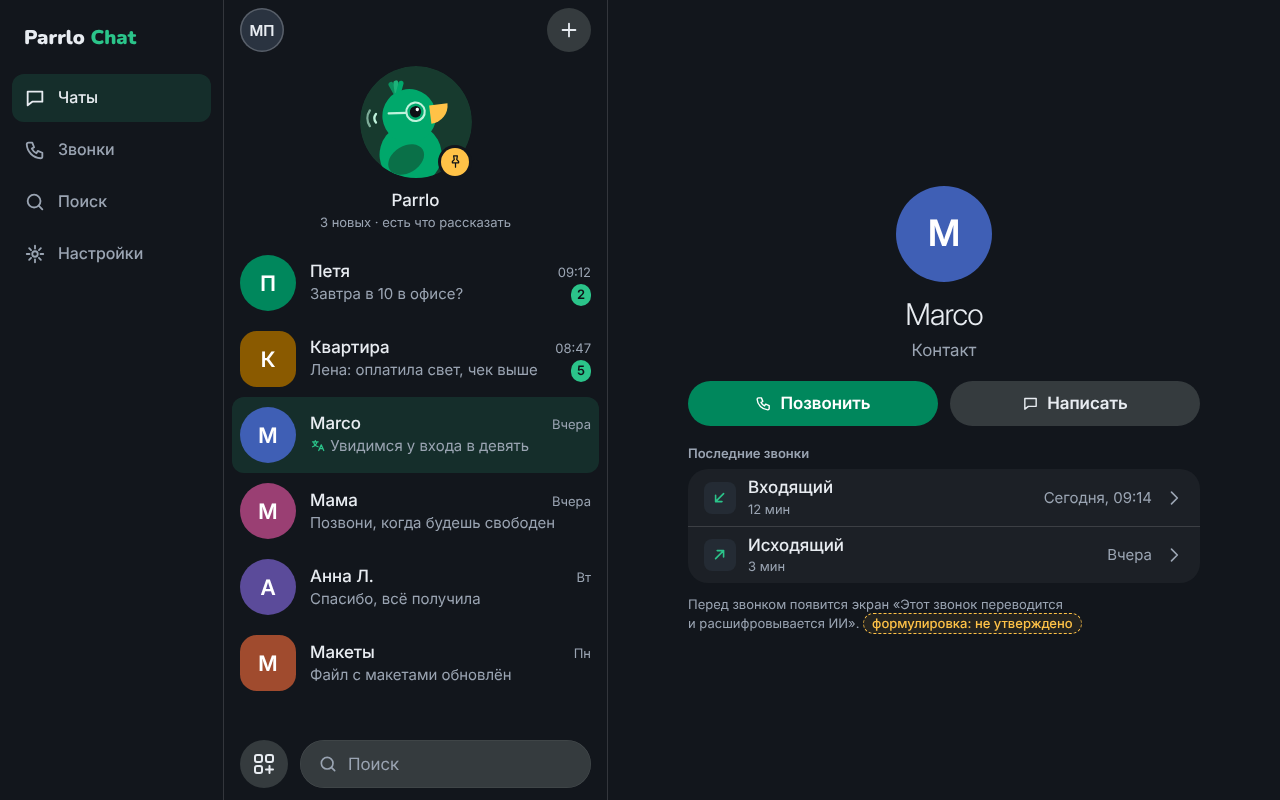 Parrlo Chat
Чаты
Звонки
Поиск
Настройки
МП
Parrlo
3 новых · есть что рассказать
П
Петя
09:12
Завтра в 10 в офисе?
2
К
Квартира
08:47
Лена: оплатила свет, чек выше
5
M
Marco
Вчера
Увидимся у входа в девять
М
Мама
Вчера
Позвони, когда будешь свободен
А
Анна Л.
Вт
Спасибо, всё получила
М
Макеты
Пн
Файл с макетами обновлён
Поиск
M
Marco
Контакт
Позвонить
Написать
Последние звонки
Входящий
12 мин
Сегодня, 09:14
Исходящий
3 мин
Вчера
Перед звонком появится экран «Этот звонок переводится
и расшифровывается ИИ». формулировка: не утверждено